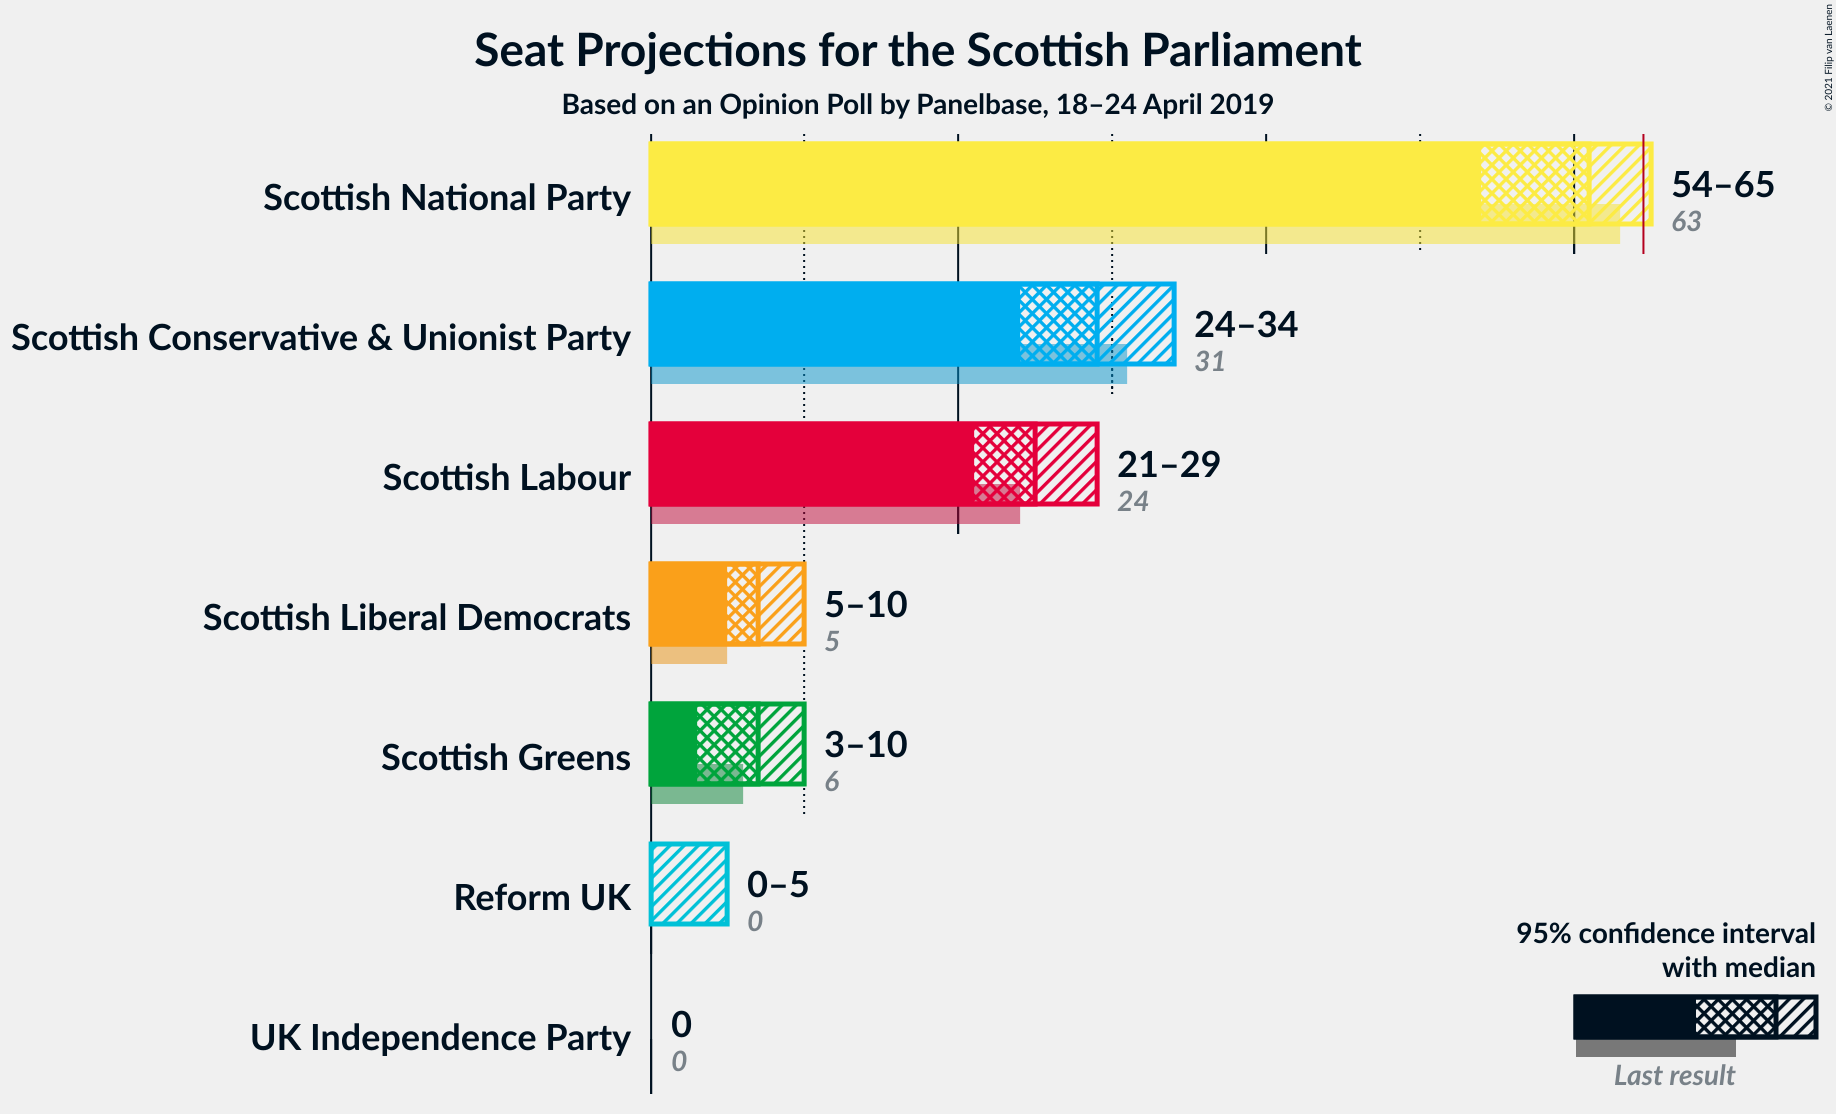 Seat Projections for the Scottish Parliament
Based on an Opinion Poll by Panelbase, 18–24 April 2019
© 2021 Filip van Laenen
Scottish National Party
54–65
63
Scottish Conservative & Unionist Party
24–34
31
Scottish Labour
21–29
24
Scottish Liberal Democrats
5–10
5
Scottish Greens
3–10
6
Reform UK
0–5
0
UK Independence Party
0
0
95% confidence interval
with median
Last result